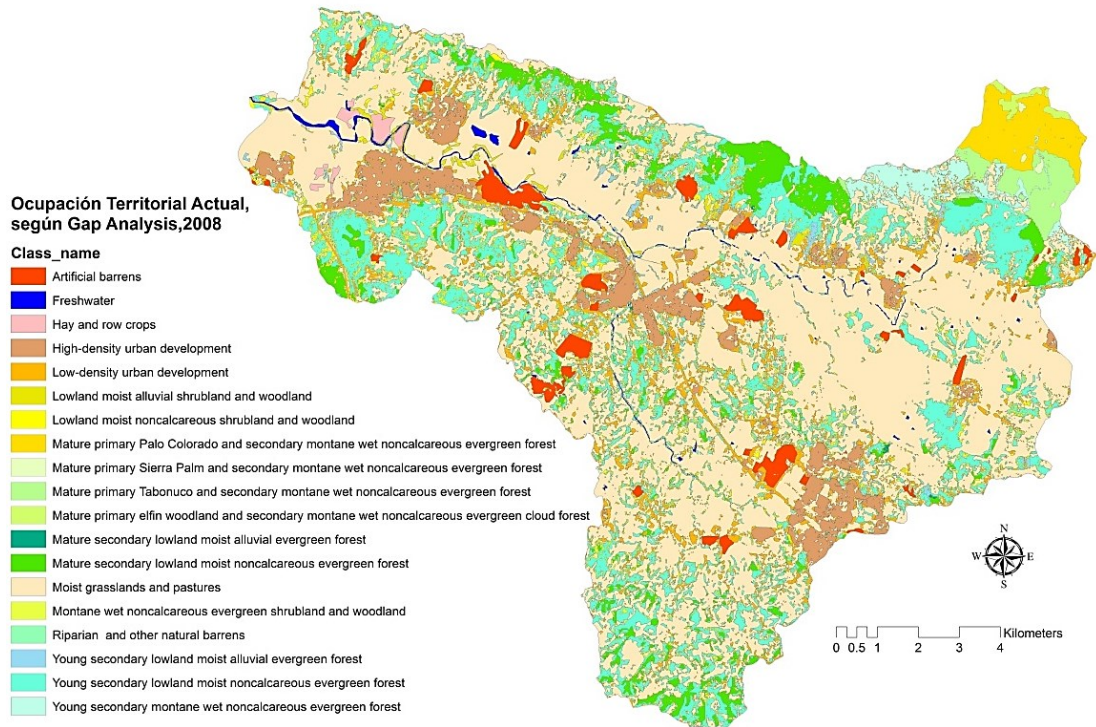 Ocupación Territorial Actual,
según Gap Analysis,2008
Class_name
Artificial barrens
Freshwater
Hay and row crops
High-density urban development
Low-density urban development
Lowland moist alluvial shrubland and woodland
Lowland moist noncalcareous shrubland and woodland
Mature primary Palo Colorado and secondary montane wet noncalcareous evergreen forest
Mature primary Sierra Palm and secondary montane wet noncalcareous evergreen forest
Mature primary Tabonuco and secondary montane wet noncalcareous evergreen forest
Mature primary elfin woodland and secondary montane wet noncalcareous evergreen cloud forest
Mature secondary lowland moist alluvial evergreen forest
Mature secondary lowland moist noncalcareous evergreen forest
Moist grasslands and pastures
Montane wet noncalcareous evergreen shrubland and woodland
Riparian and other natural barrens
Young secondary lowland moist alluvial evergreen forest
Young secondary lowland moist noncalcareous evergreen forest
Young secondary montane wet noncalcareous evergreen forest
N
W E
S
Kilometers
0 0.5 1 2 3 4